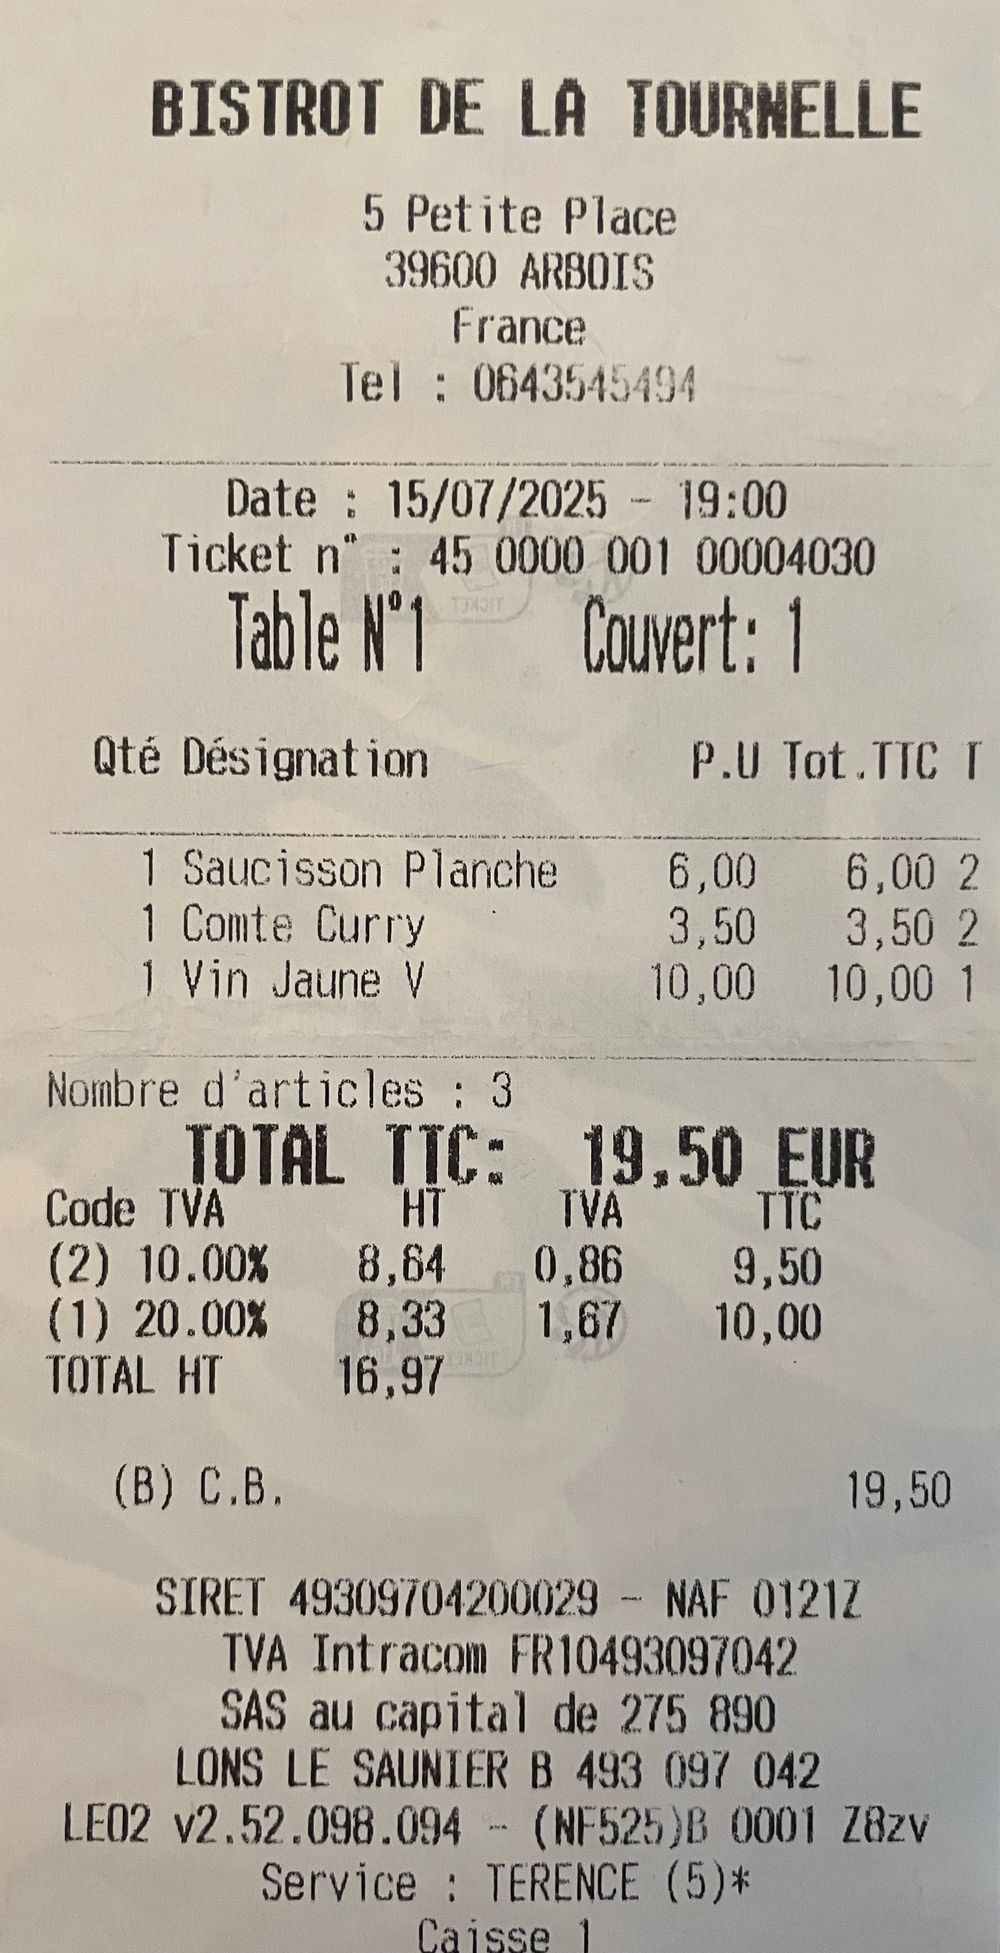 BISTROT DE LA TOURNELLE
5 Petite Place
39600 ARBOIS
France
Tel : 0643545494
Date : 15/07/2025 - 19:00
Ticket n° : 45 0000 001 00004030
Table N°1 Couvert: 1
Qté Désignation P.U Tot.TTC T
1 Saucisson Planche 6,00 6,00 2
1 Comte Curry 3,50 3,50 2
1 Vin Jaune V 10,00 10,00 1
Nombre d'articles : 3
TOTAL TTC: 19.50 EUR
Code TVA HT TVA TTC
(2) 10.00% 8,64 0,86 9,50
(1) 20.00% 8,33 1,67 10,00
TOTAL HT 16,97
(B) C.B. 19,50
SIRET 49309704200029 - NAF 0121Z
TVA Intracom FR10493097042
SAS au capital de 275 890
LONS LE SAUNIER B 493 097 042
LEO2 v2.52.098.094 - (NF525)B 0001 Z8zv
Service : TERENCE (5)*
Caisse 1